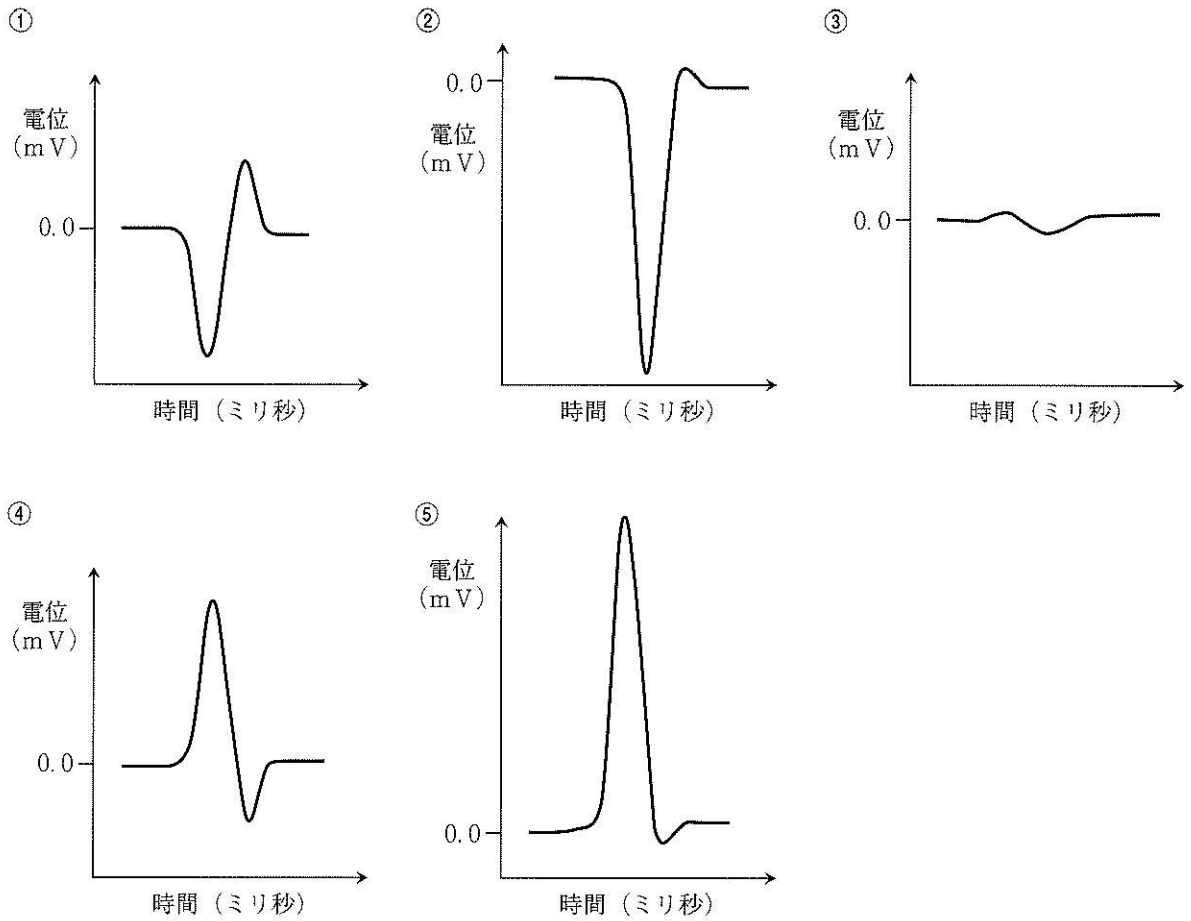 ①
電位
(mV)
0.0
時間 (ミリ秒)
②
0.0
電位
(mV)
時間 (ミリ秒)
③
電位
(mV)
0.0
時間 (ミリ秒)
④
電位
(mV)
0.0
時間 (ミリ秒)
⑤
電位
(mV)
0.0
時間 (ミリ秒)